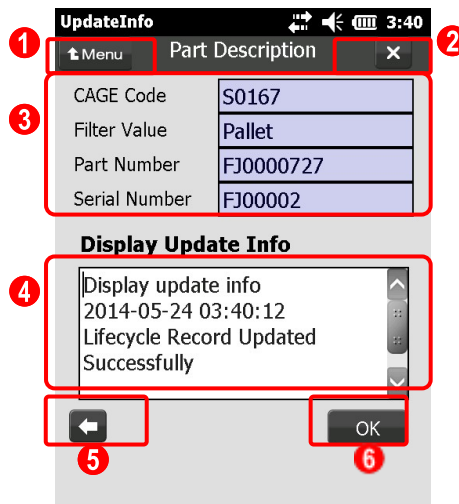 UpdateInfo 3:40
1 Menu Part Description X 2
3
CAGE Code S0167
Filter Value Pallet
Part Number FJ0000727
Serial Number FJ00002
Display Update Info
4
Display update info
2014-05-24 03:40:12
Lifecycle Record Updated
Successfully
OK
5 6